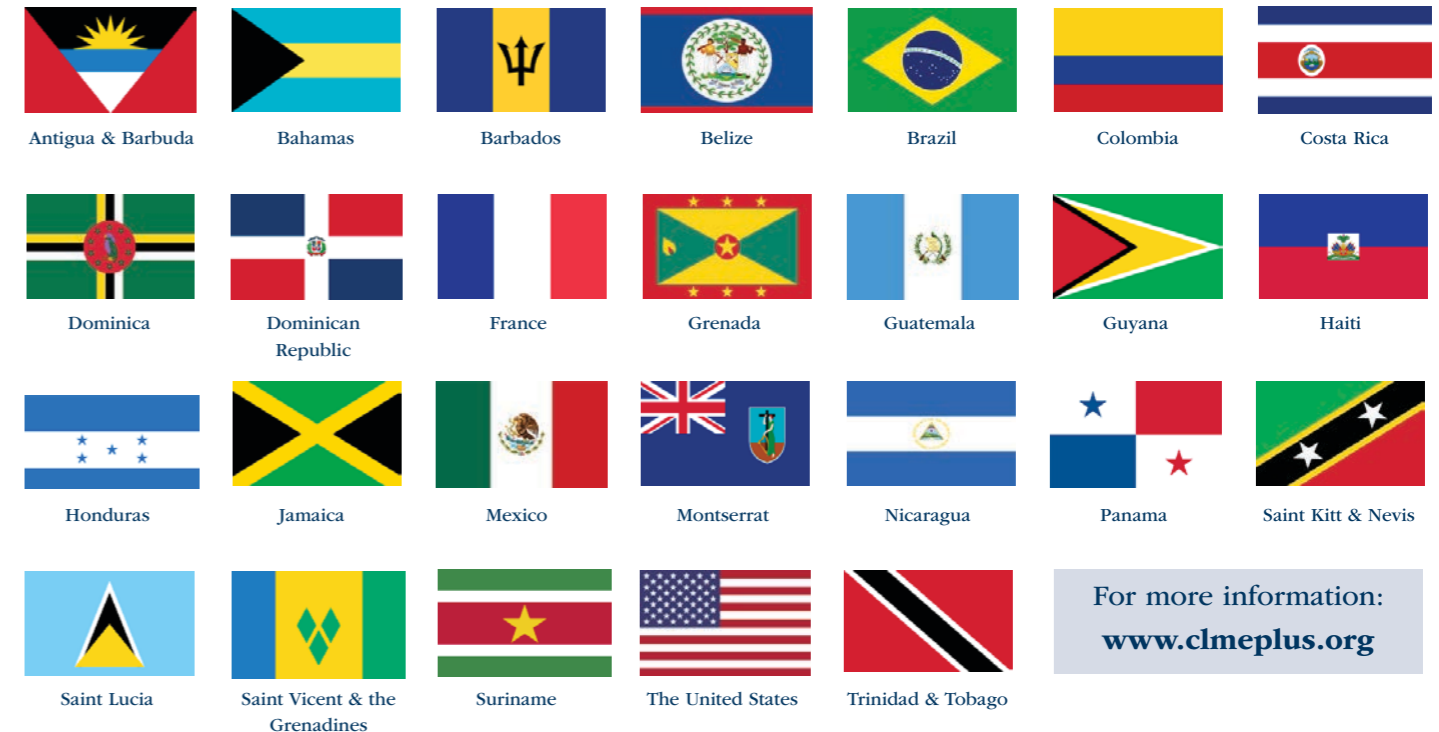 Antigua & Barbuda
Bahamas
Barbados
Belize
Brazil
Colombia
Costa Rica
Dominica
Dominican
Republic
France
Grenada
Guatemala
Guyana
Haiti
Honduras
Jamaica
Mexico
Montserrat
Nicaragua
Panama
Saint Kitt & Nevis
Saint Lucia
Saint Vicent & the
Grenadines
Suriname
The United States
Trinidad & Tobago
For more information:
www.clmeplus.org